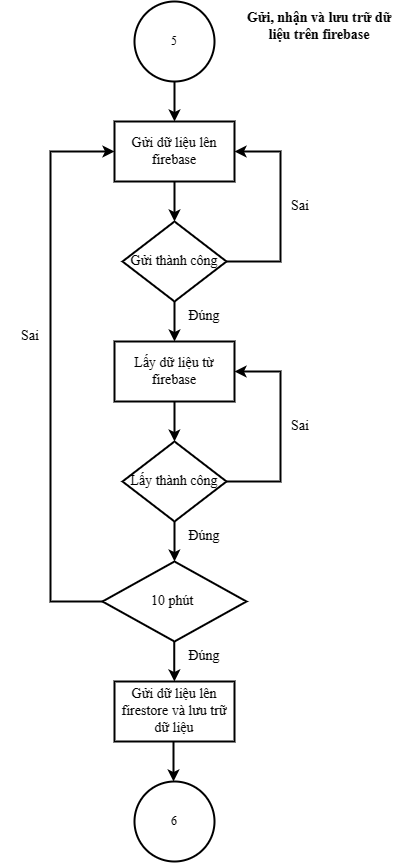 Gửi, nhận và lưu trữ dữ
liệu trên firebase
5
Gửi dữ liệu lên
firebase
Sai
Gửi thành công
Đúng
Sai
Lấy dữ liệu từ
firebase
Sai
Lấy thành công
Đúng
10 phút
Đúng
Gửi dữ liệu lên
firestore và lưu trữ
dữ liệu
6